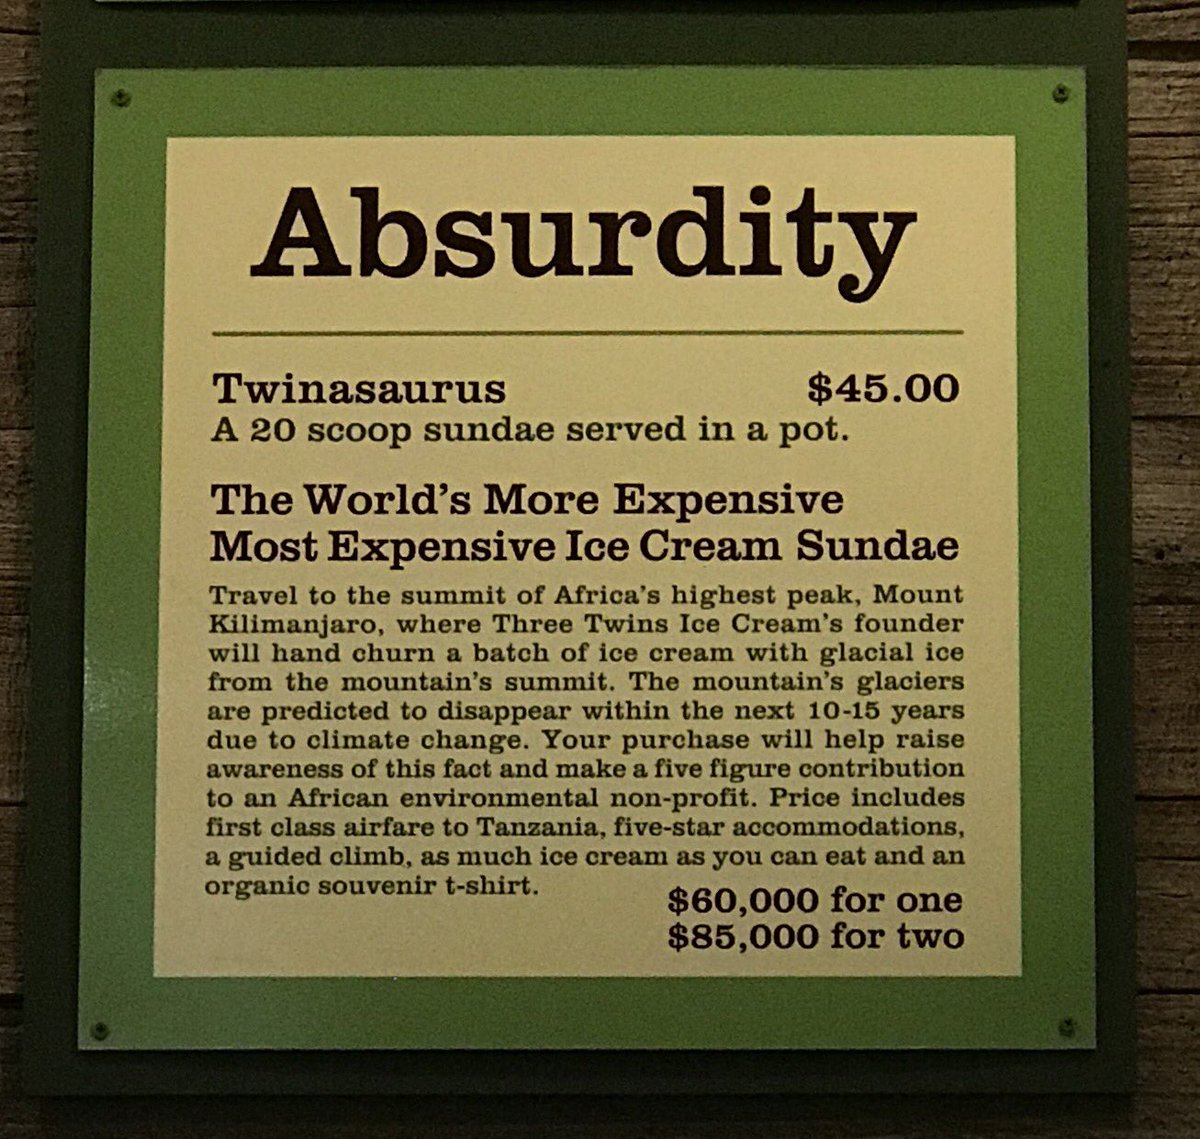 Absurdity
Twinasaurus $45.00
A 20 scoop sundae served in a pot.
The World's More Expensive
Most Expensive Ice Cream Sundae
Travel to the summit of Africa's highest peak, Mount
Kilimanjaro, where Three Twins Ice Cream's founder
will hand churn a batch of ice cream with glacial ice
from the mountain's summit. The mountain's glaciers
are predicted to disappear within the next 10-15 years
due to climate change. Your purchase will help raise
awareness of this fact and make a five figure contribution
to an African environmental non-profit. Price includes
first class airfare to Tanzania, five-star accommodations,
a guided climb, as much ice cream as you can eat and an
organic souvenir t-shirt.
$60,000 for one
$85,000 for two